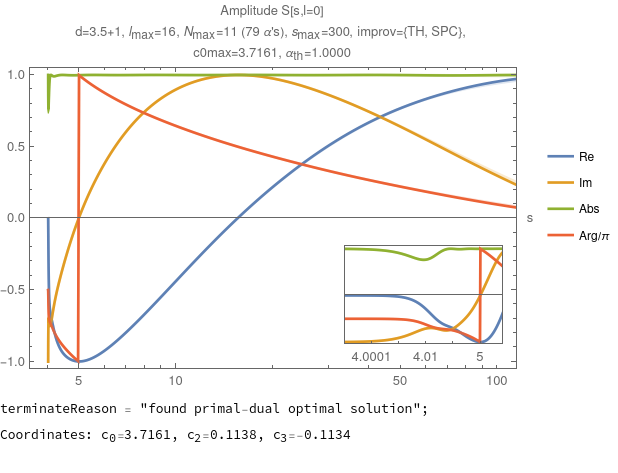 Amplitude S[s,l=0]
d=3.5+1, lmax=16, Nmax=11 (79 α's), smax=300, improv={TH, SPC},
c0max=3.7161, αth=1.0000
1.0
0.5
0.0
-0.5
-1.0
5
10
50
100
s
Re
Im
Abs
Arg/π
4.0001
4.01
5
terminateReason = "found primal-dual optimal solution";
Coordinates: c0=3.7161, c2=0.1138, c3=-0.1134